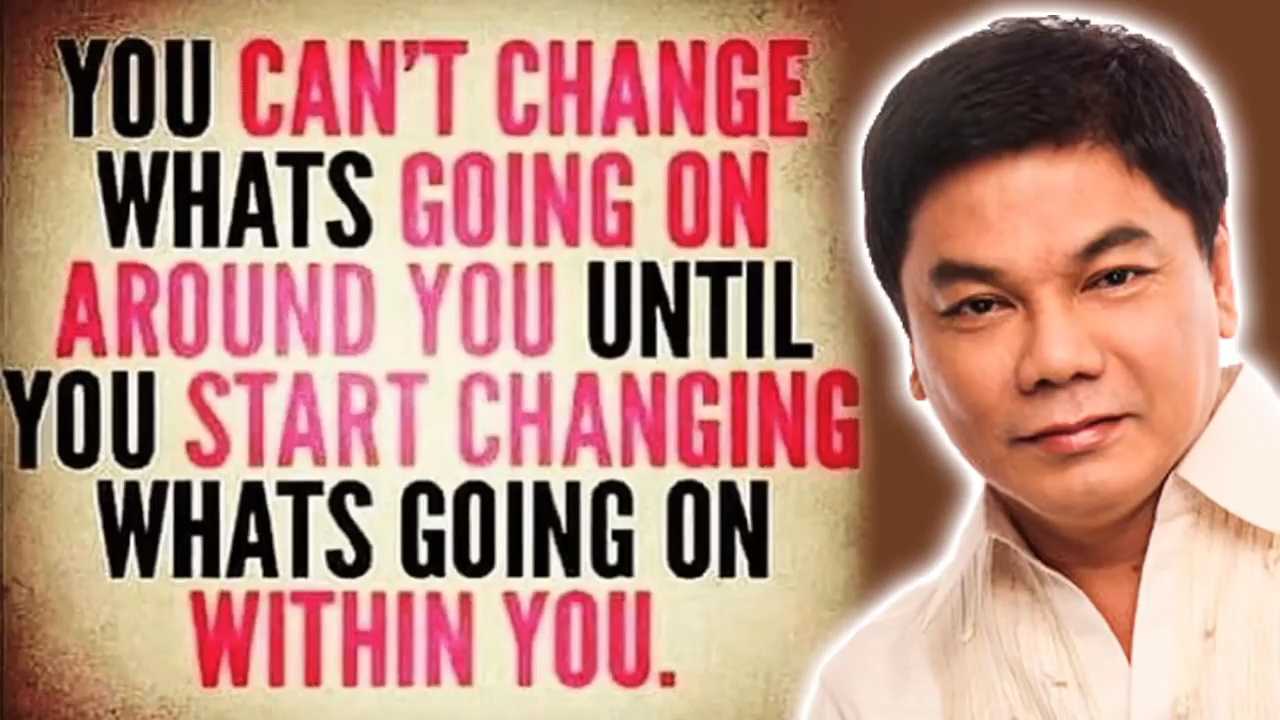 YOU CAN'T CHANGE
WHATS GOING ON
AROUND YOU UNTIL
YOU START CHANGING
WHATS GOING ON
WITHIN YOU.